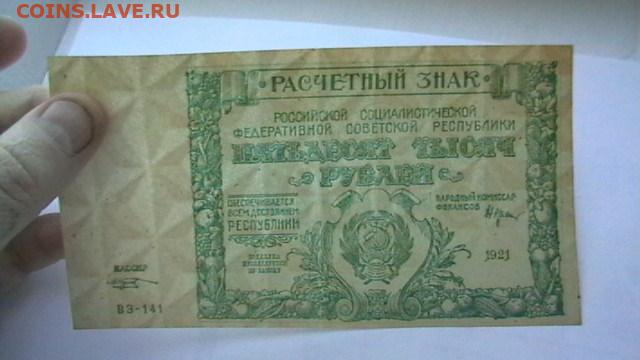 COINS.LAVE.RU
РАСЧЕТНЫЙ ЗНАК
РОССИЙСКОЙ СОЦИАЛИСТИЧЕСКОЙ
ФЕДЕРАТИВНОЙ СОВЕТСКОЙ РЕСПУБЛИКИ
ПЯТЬДЕСЯТ ТЫСЯЧ
РУБЛЕЙ
ОБЕСПЕЧИВАЕТСЯ
ВСЕМ ДОСТОЯНИЕМ
РЕСПУБЛИКИ
НАРОДНЫЙ КОМИССАР
ФИНАНСОВ
1921
КАССИР
ВЭ-141